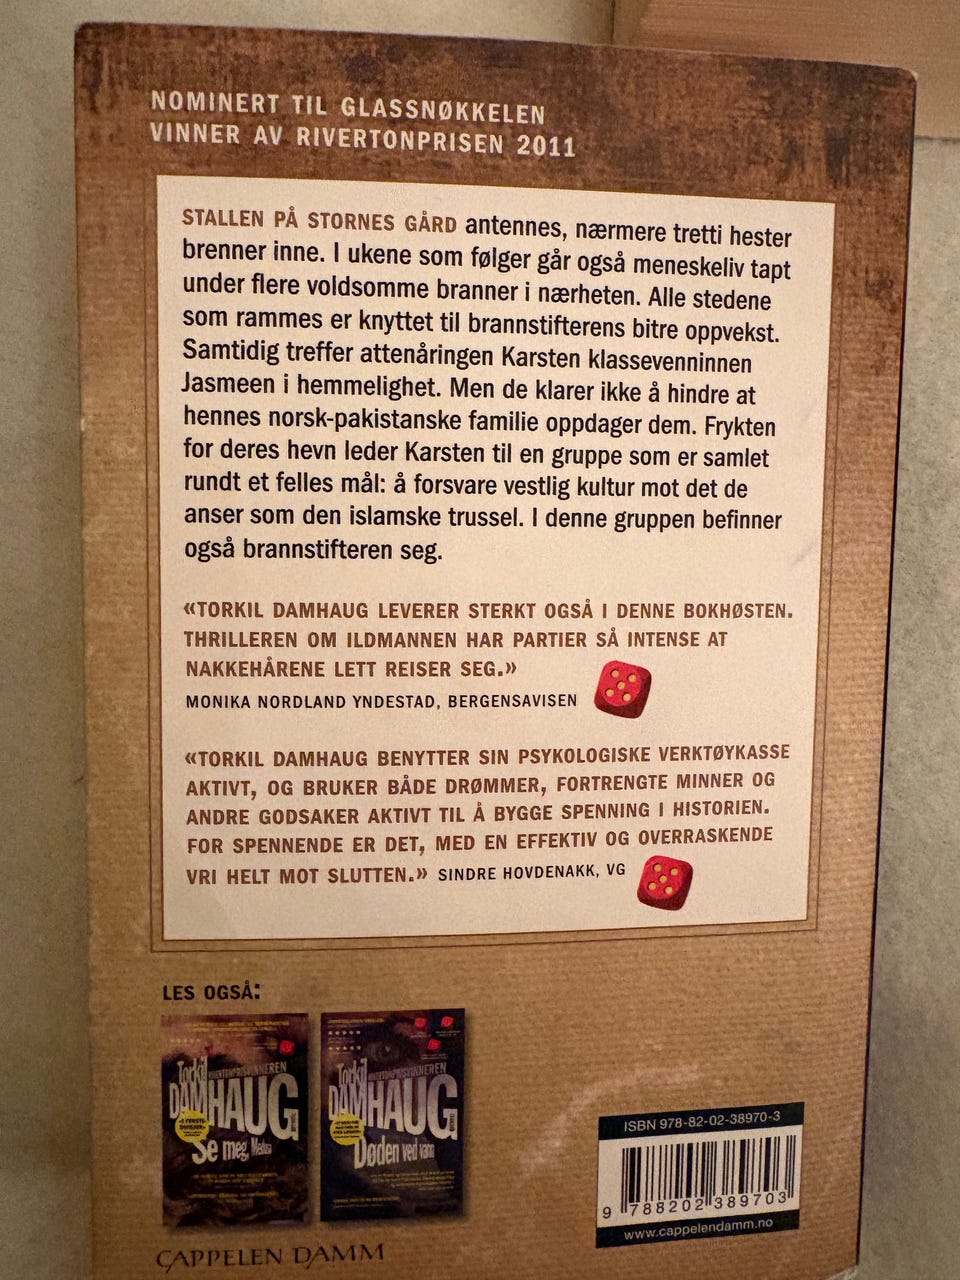 NOMINERT TIL GLASSNØKKELEN
VINNER AV RIVERTONPRISEN 2011
STALLEN PÅ STORNES GÅRD antennes, nærmere tretti hester
brenner inne. I ukene som følger går også meneskeliv tapt
under flere voldsomme branner i nærheten. Alle stedene
som rammes er knyttet til brannstifterens bitre oppvekst.
Samtidig treffer attenåringen Karsten klassevenninnen
Jasmeen i hemmelighet. Men de klarer ikke å hindre at
hennes norsk-pakistanske familie oppdager dem. Frykten
for deres hevn leder Karsten til en gruppe som er samlet
rundt et felles mål: å forsvare vestlig kultur mot det de
anser som den islamske trussel. I denne gruppen befinner
også brannstifteren seg.
«TORKIL DAMHAUG LEVERER STERKT OGSÅ I DENNE BOKHØSTEN.
THRILLEREN OM ILDMANNEN HAR PARTIER SÅ INTENSE AT
NAKKEHÅRENE LETT REISER SEG.»
MONIKA NORDLAND YNDESTAD, BERGENSAVISEN
«TORKIL DAMHAUG BENYTTER SIN PSYKOLOGISKE VERKTØYKASSE
AKTIVT, OG BRUKER BÅDE DRØMMER, FORTRENGTE MINNER OG
ANDRE GODSAKER AKTIVT TIL Å BYGGE SPENNING I HISTORIEN.
FOR SPENNENDE ER DET, MED EN EFFEKTIV OG OVERRASKENDE
VRI HELT MOT SLUTTEN.» SINDRE HOVDENAKK, VG
LES OGSÅ:
Torkil
RIVERTONPRISVINNEREN
DAMHAUG
Se meg, Medusa
Torkil
RIVERTONPRISVINNEREN
DAMHAUG
Døden ved vann
CAPPELEN DAMM
ISBN 978-82-02-38970-3
9 788202 389703
www.cappelendamm.no